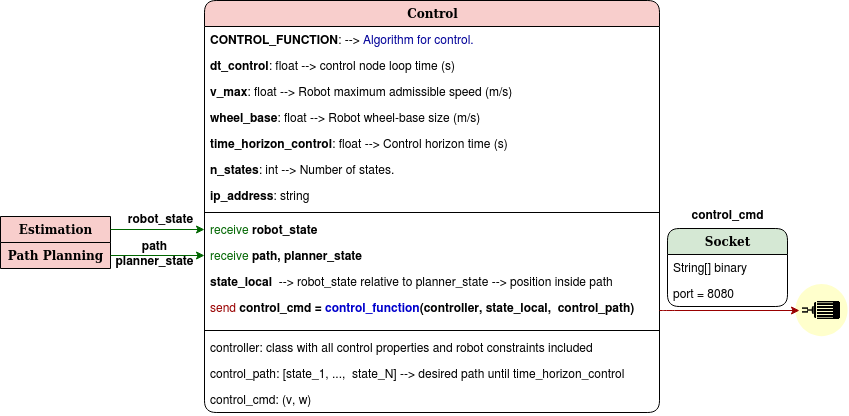 Control
CONTROL_FUNCTION: --> Algorithm for control.
dt_control: float --> control node loop time (s)
v_max: float --> Robot maximum admissible speed (m/s)
wheel_base: float --> Robot wheel-base size (m/s)
time_horizon_control: float --> Control horizon time (s)
n_states: int --> Number of states.
ip_address: string
Estimation
Path Planning
robot_state
path
planner_state
receive robot_state
receive path, planner_state
state_local --> robot_state relative to planner_state --> position inside path
send control_cmd = control_function(controller, state_local, control_path)
controller: class with all control properties and robot constraints included
control_path: [state_1, ..., state_N] --> desired path until time_horizon_control
control_cmd: (v, w)
control_cmd
Socket
String[] binary
port = 8080